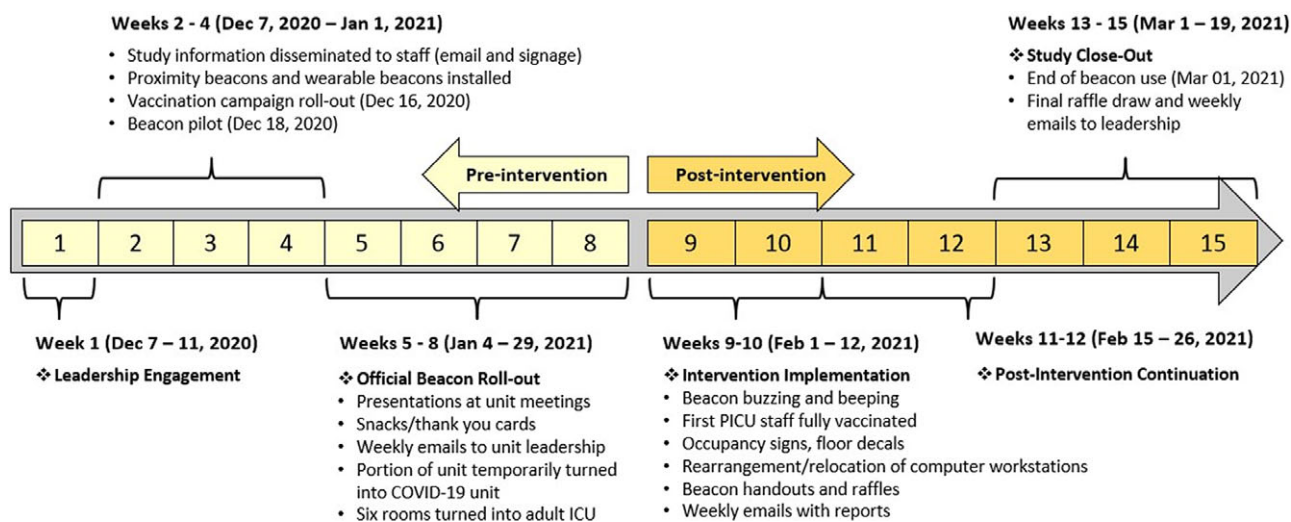 Weeks 2 - 4 (Dec 7, 2020 – Jan 1, 2021)
• Study information disseminated to staff (email and signage)
• Proximity beacons and wearable beacons installed
• Vaccination campaign roll-out (Dec 16, 2020)
• Beacon pilot (Dec 18, 2020)
Weeks 13 - 15 (Mar 1 – 19, 2021)
❖ Study Close-Out
• End of beacon use (Mar 01, 2021)
• Final raffle draw and weekly
emails to leadership
Pre-intervention
Post-intervention
1 2 3 4 5 6 7 8 9 10 11 12 13 14 15
Week 1 (Dec 7 – 11, 2020)
❖ Leadership Engagement
Weeks 5 - 8 (Jan 4 – 29, 2021)
❖ Official Beacon Roll-out
• Presentations at unit meetings
• Snacks/thank you cards
• Weekly emails to unit leadership
• Portion of unit temporarily turned
into COVID-19 unit
• Six rooms turned into adult ICU
Weeks 9-10 (Feb 1 – 12, 2021)
❖ Intervention Implementation
• Beacon buzzing and beeping
• First PICU staff fully vaccinated
• Occupancy signs, floor decals
• Rearrangement/relocation of computer workstations
• Beacon handouts and raffles
• Weekly emails with reports
Weeks 11-12 (Feb 15 – 26, 2021)
❖ Post-Intervention Continuation